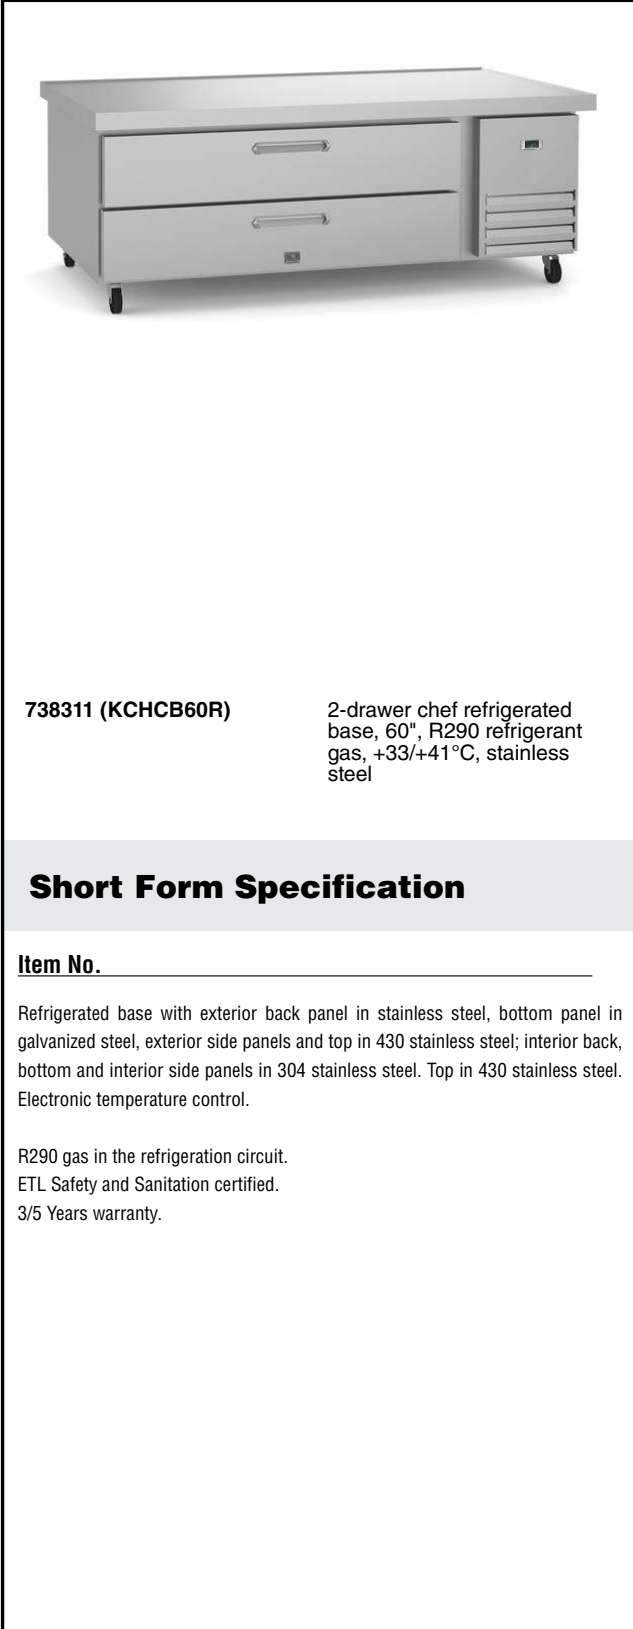 738311 (KCHCB60R)
2-drawer chef refrigerated
base, 60", R290 refrigerant
gas, +33/+41°C, stainless
steel
Short Form Specification
Item No.
Refrigerated base with exterior back panel in stainless steel, bottom panel in
galvanized steel, exterior side panels and top in 430 stainless steel; interior back,
bottom and interior side panels in 304 stainless steel. Top in 430 stainless steel.
Electronic temperature control.
R290 gas in the refrigeration circuit.
ETL Safety and Sanitation certified.
3/5 Years warranty.